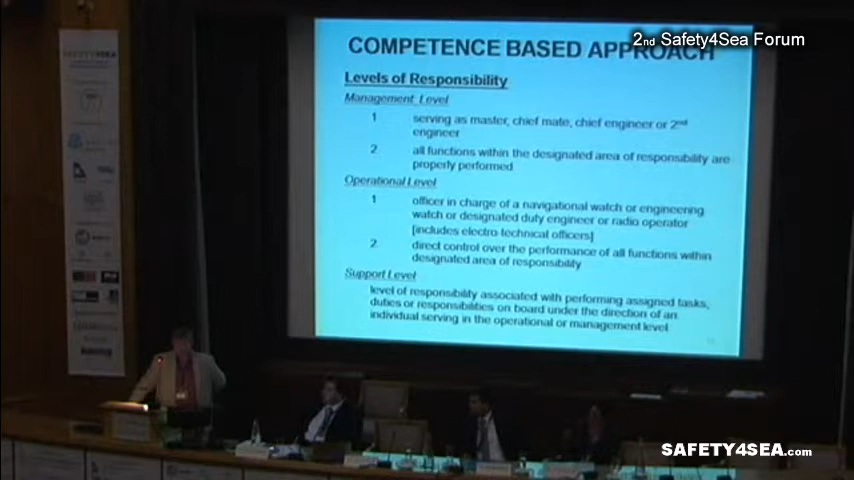 2nd Safety4Sea Forum
COMPETENCE BASED APPROACH
Levels of Responsibility
Management Level
1 serving as master, chief mate, chief engineer or 2nd
engineer
2 all functions within the designated area of responsibility are
properly performed
Operational Level
1 officer in charge of a navigational watch or engineering
watch or designated duty engineer or radio operator
[includes electro technical officers]
2 direct control over the performance of all functions within
designated area of responsibility
Support Level
level of responsibility associated with performing assigned tasks,
duties or responsibilities on board under the direction of an
individual serving in the operational or management level
SAFETY4SEA
SAFETY4SEA.com